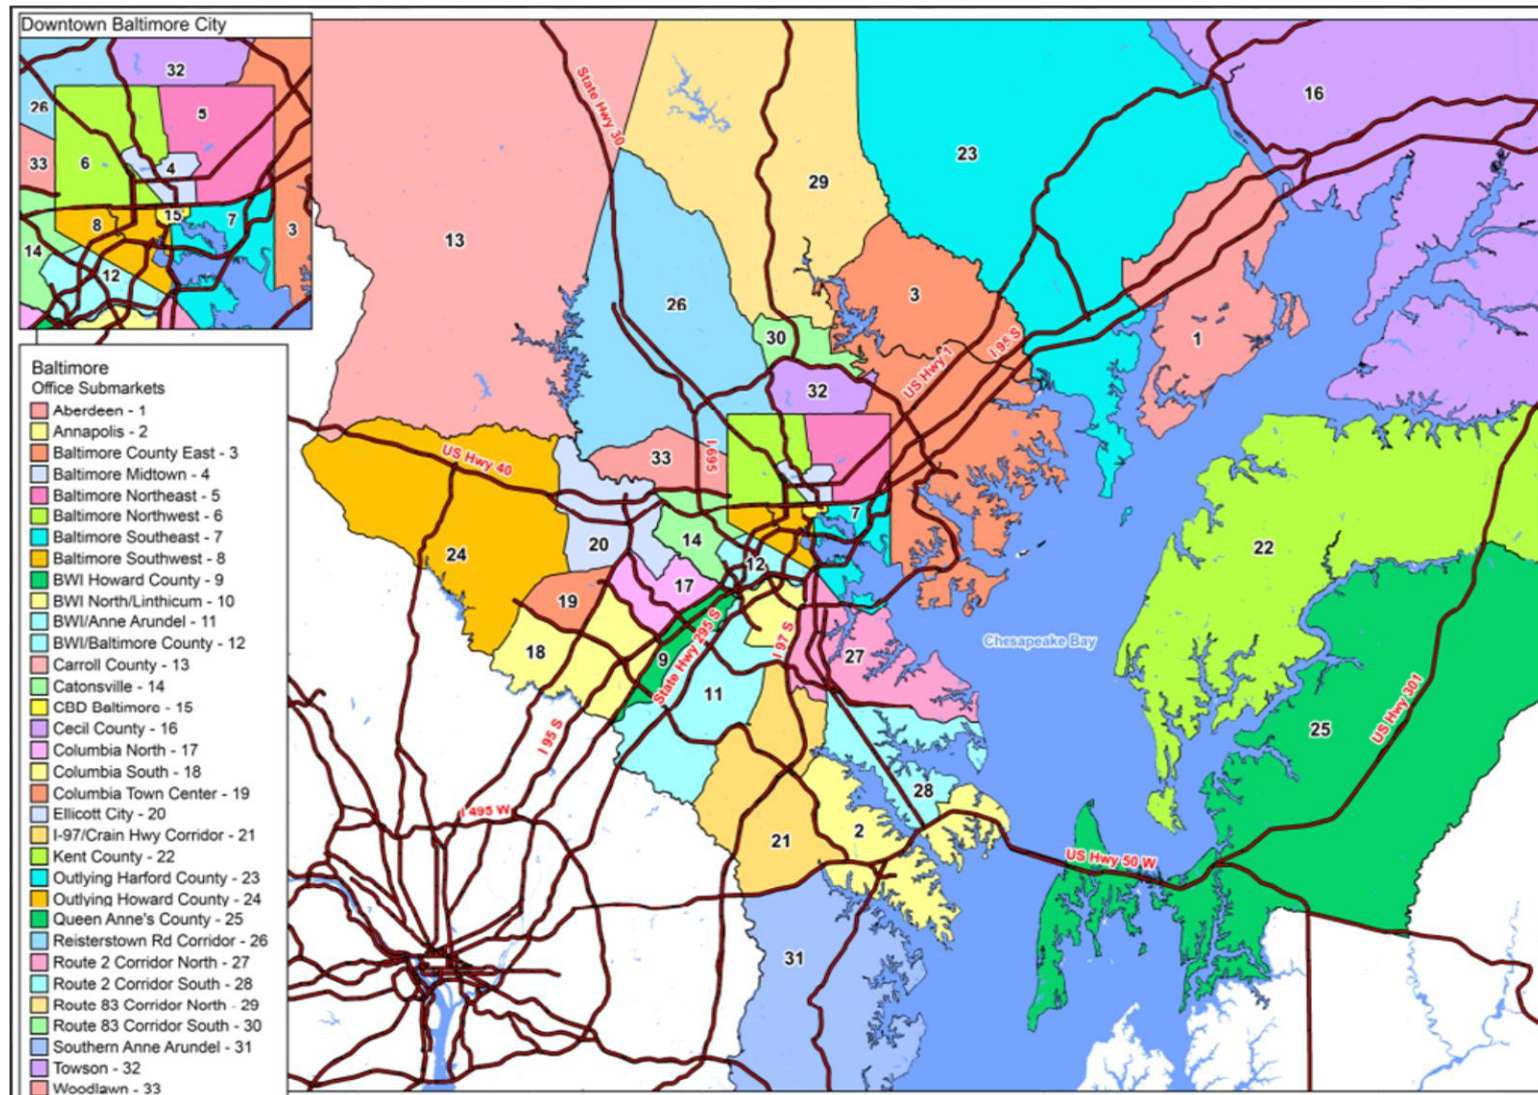 Downtown Baltimore City
32
26
5
33
6
4
15
8
7
3
14
12
Baltimore
Office Submarkets
Aberdeen - 1
Annapolis - 2
Baltimore County East - 3
Baltimore Midtown - 4
Baltimore Northeast - 5
Baltimore Northwest - 6
Baltimore Southeast - 7
Baltimore Southwest - 8
BWI Howard County - 9
BWI North/Linthicum - 10
BWI/Anne Arundel - 11
BWI/Baltimore County - 12
Carroll County - 13
Catonsville - 14
CBD Baltimore - 15
Cecil County - 16
Columbia North - 17
Columbia South - 18
Columbia Town Center - 19
Ellicott City - 20
I-97/Crain Hwy Corridor - 21
Kent County - 22
Outlying Harford County - 23
Outlying Howard County - 24
Queen Anne's County - 25
Reisterstown Rd Corridor - 26
Route 2 Corridor North - 27
Route 2 Corridor South - 28
Route 83 Corridor North - 29
Route 83 Corridor South - 30
Southern Anne Arundel - 31
Towson - 32
Woodlawn - 33
State Hwy 30
16
23
29
13
3
26
30
1
US Hwy 1
I 95 S
32
US Hwy 40
33
I 695
7
24
20
14
12
22
17
19
18
9
State Hwy 295 S
I 97 S
27
Chesapeake Bay
11
I 95 S
25
US Hwy 301
28
I 495 W
2
21
US Hwy 50 W
31